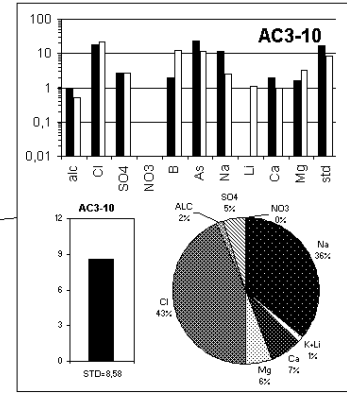 AC3-10
100
10
1
0,1
0,01
alc
Cl
SO4
NO3
B
As
Na
Li
Ca
Mg
std
AC3-10
12
9
6
3
0
STD=8,58
SO4
5%
ALC
2%
NO3
0%
Na
36%
Cl
43%
K+Li
1%
Ca
7%
Mg
6%